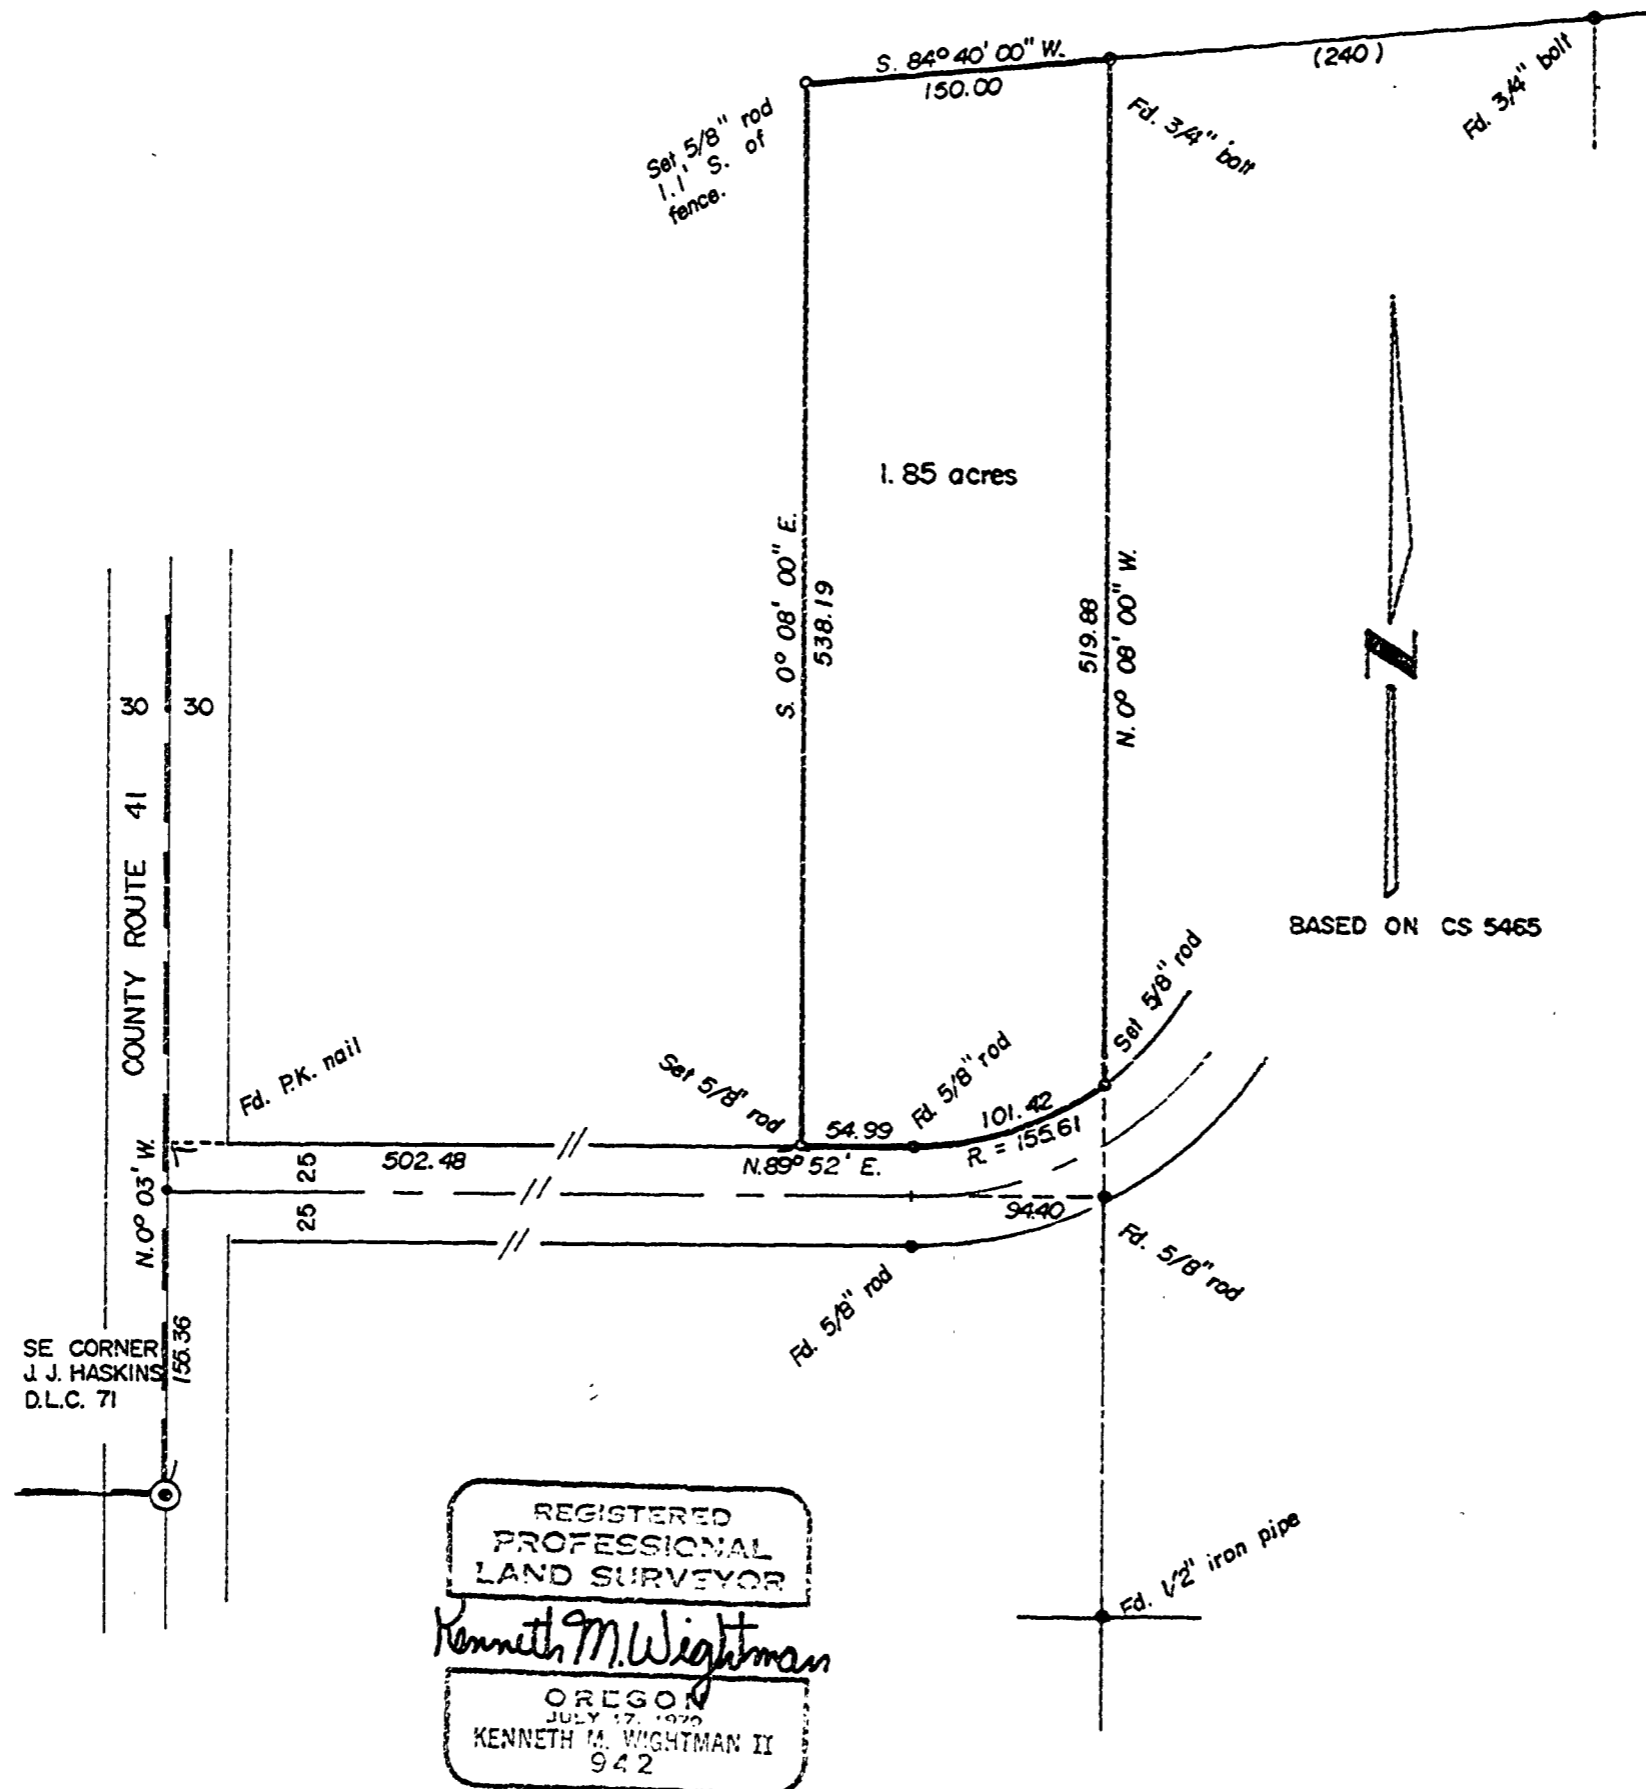 S. 84° 40' 00" W.
150.00
(240)
Fd. 3/4" bolt
Fd. 3/4" bolt
Set 5/8" rod
1.1' S. of
fence.
1.85 acres
S. 0° 08' 00" E.
538.19
519.88
N. 0° 08' 00" W.
N
BASED ON CS 5465
30
30
COUNTY ROUTE 41
Fd. P.K. nail
Set 5/8" rod
Fd. 5/8" rod
Set 5/8" rod
54.99
101.42
R = 155.61
N. 89° 52' E.
502.48
25
25
94.40
N. 0° 03' W.
155.36
Fd. 5/8" rod
Fd. 5/8" rod
SE CORNER
J. J. HASKINS
D.L.C. 71
Fd. 1/2" iron pipe
REGISTERED
PROFESSIONAL
LAND SURVEYOR
Kenneth M. Wightman
OREGON
JULY 17, 1970
KENNETH M. WIGHTMAN II
942